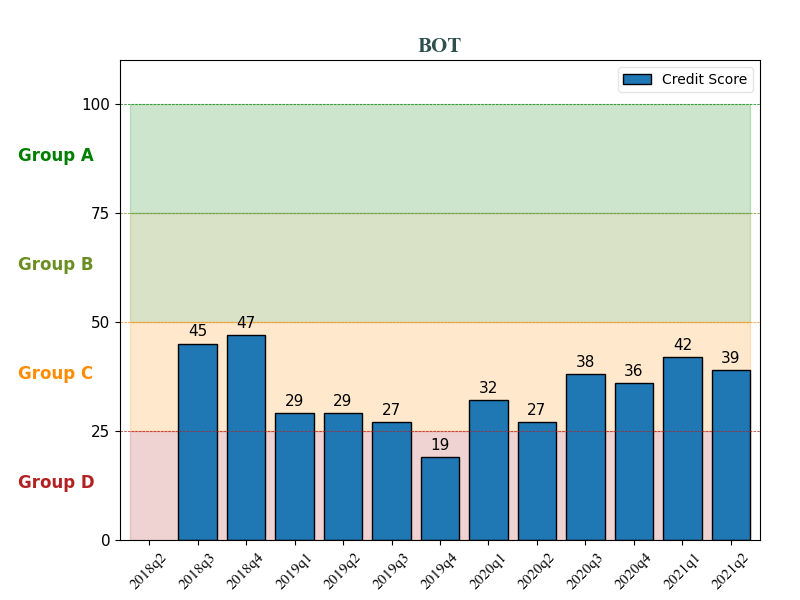 BOT
Credit Score
100
Group A
75
Group B
50
45
47
Group C
29
29
27
19
32
27
38
36
42
39
25
Group D
0
2018q2
2018q3
2018q4
2019q1
2019q2
2019q3
2019q4
2020q1
2020q2
2020q3
2020q4
2021q1
2021q2